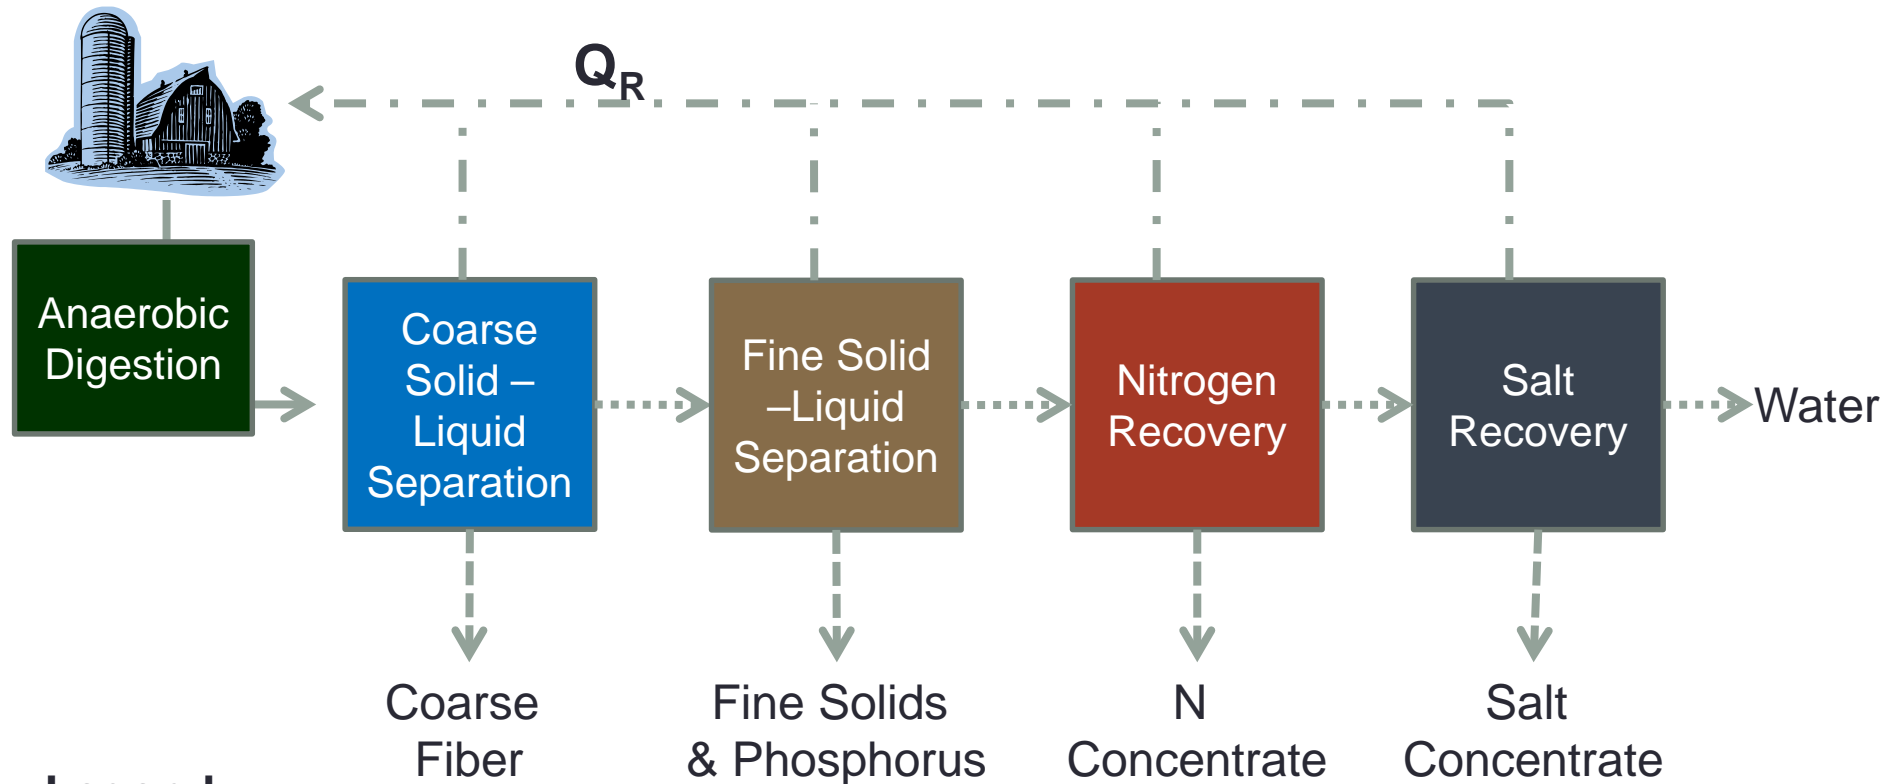 QR
Anaerobic
Digestion
Coarse
Solid –
Liquid
Separation
Fine Solid
–Liquid
Separation
Nitrogen
Recovery
Salt
Recovery
Water
Coarse
Fiber
Fine Solids
& Phosphorus
N
Concentrate
Salt
Concentrate